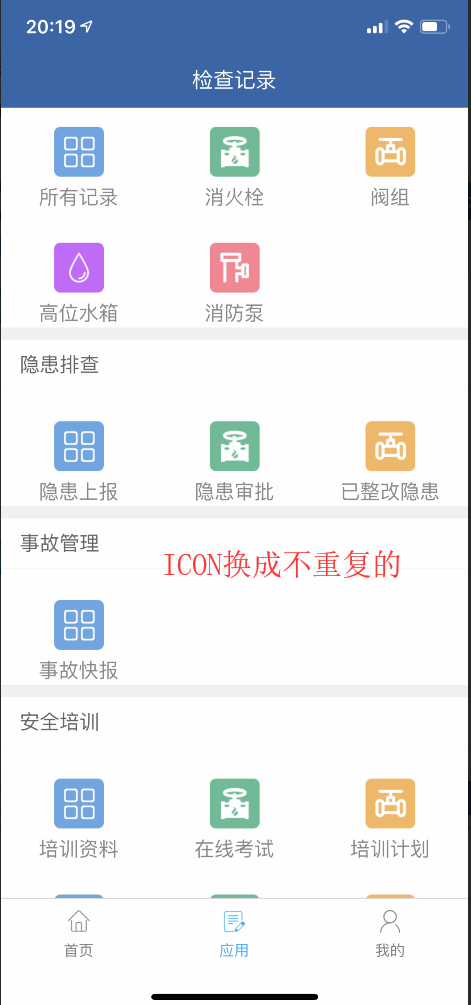 20:19
检查记录
所有记录 消火栓 阀组
高位水箱 消防泵
隐患排查
隐患上报 隐患审批 已整改隐患
事故管理
ICON换成不重复的
事故快报
安全培训
培训资料 在线考试 培训计划
首页 应用 我的